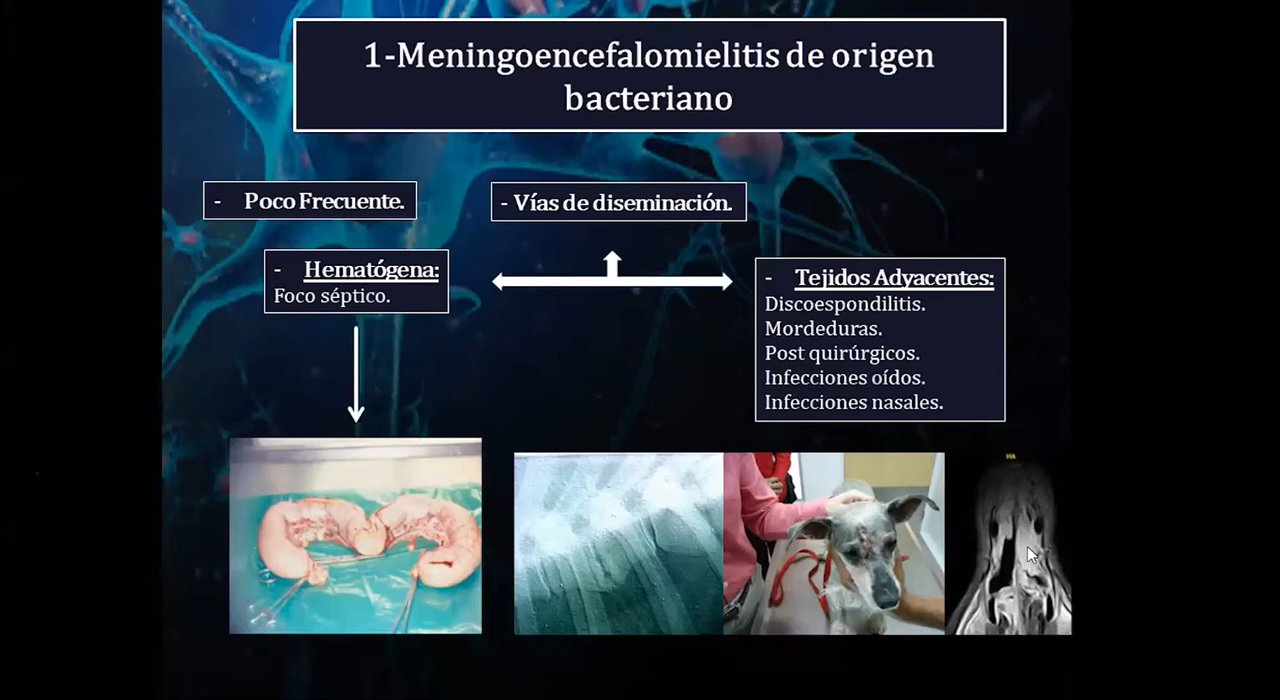 1-Meningoencefalomielitis de origen
bacteriano
- Poco Frecuente.
- Vías de diseminación.
- Hematógena:
Foco séptico.
- Tejidos Adyacentes:
Discoespondilitis.
Mordeduras.
Post quirúrgicos.
Infecciones oídos.
Infecciones nasales.
HA